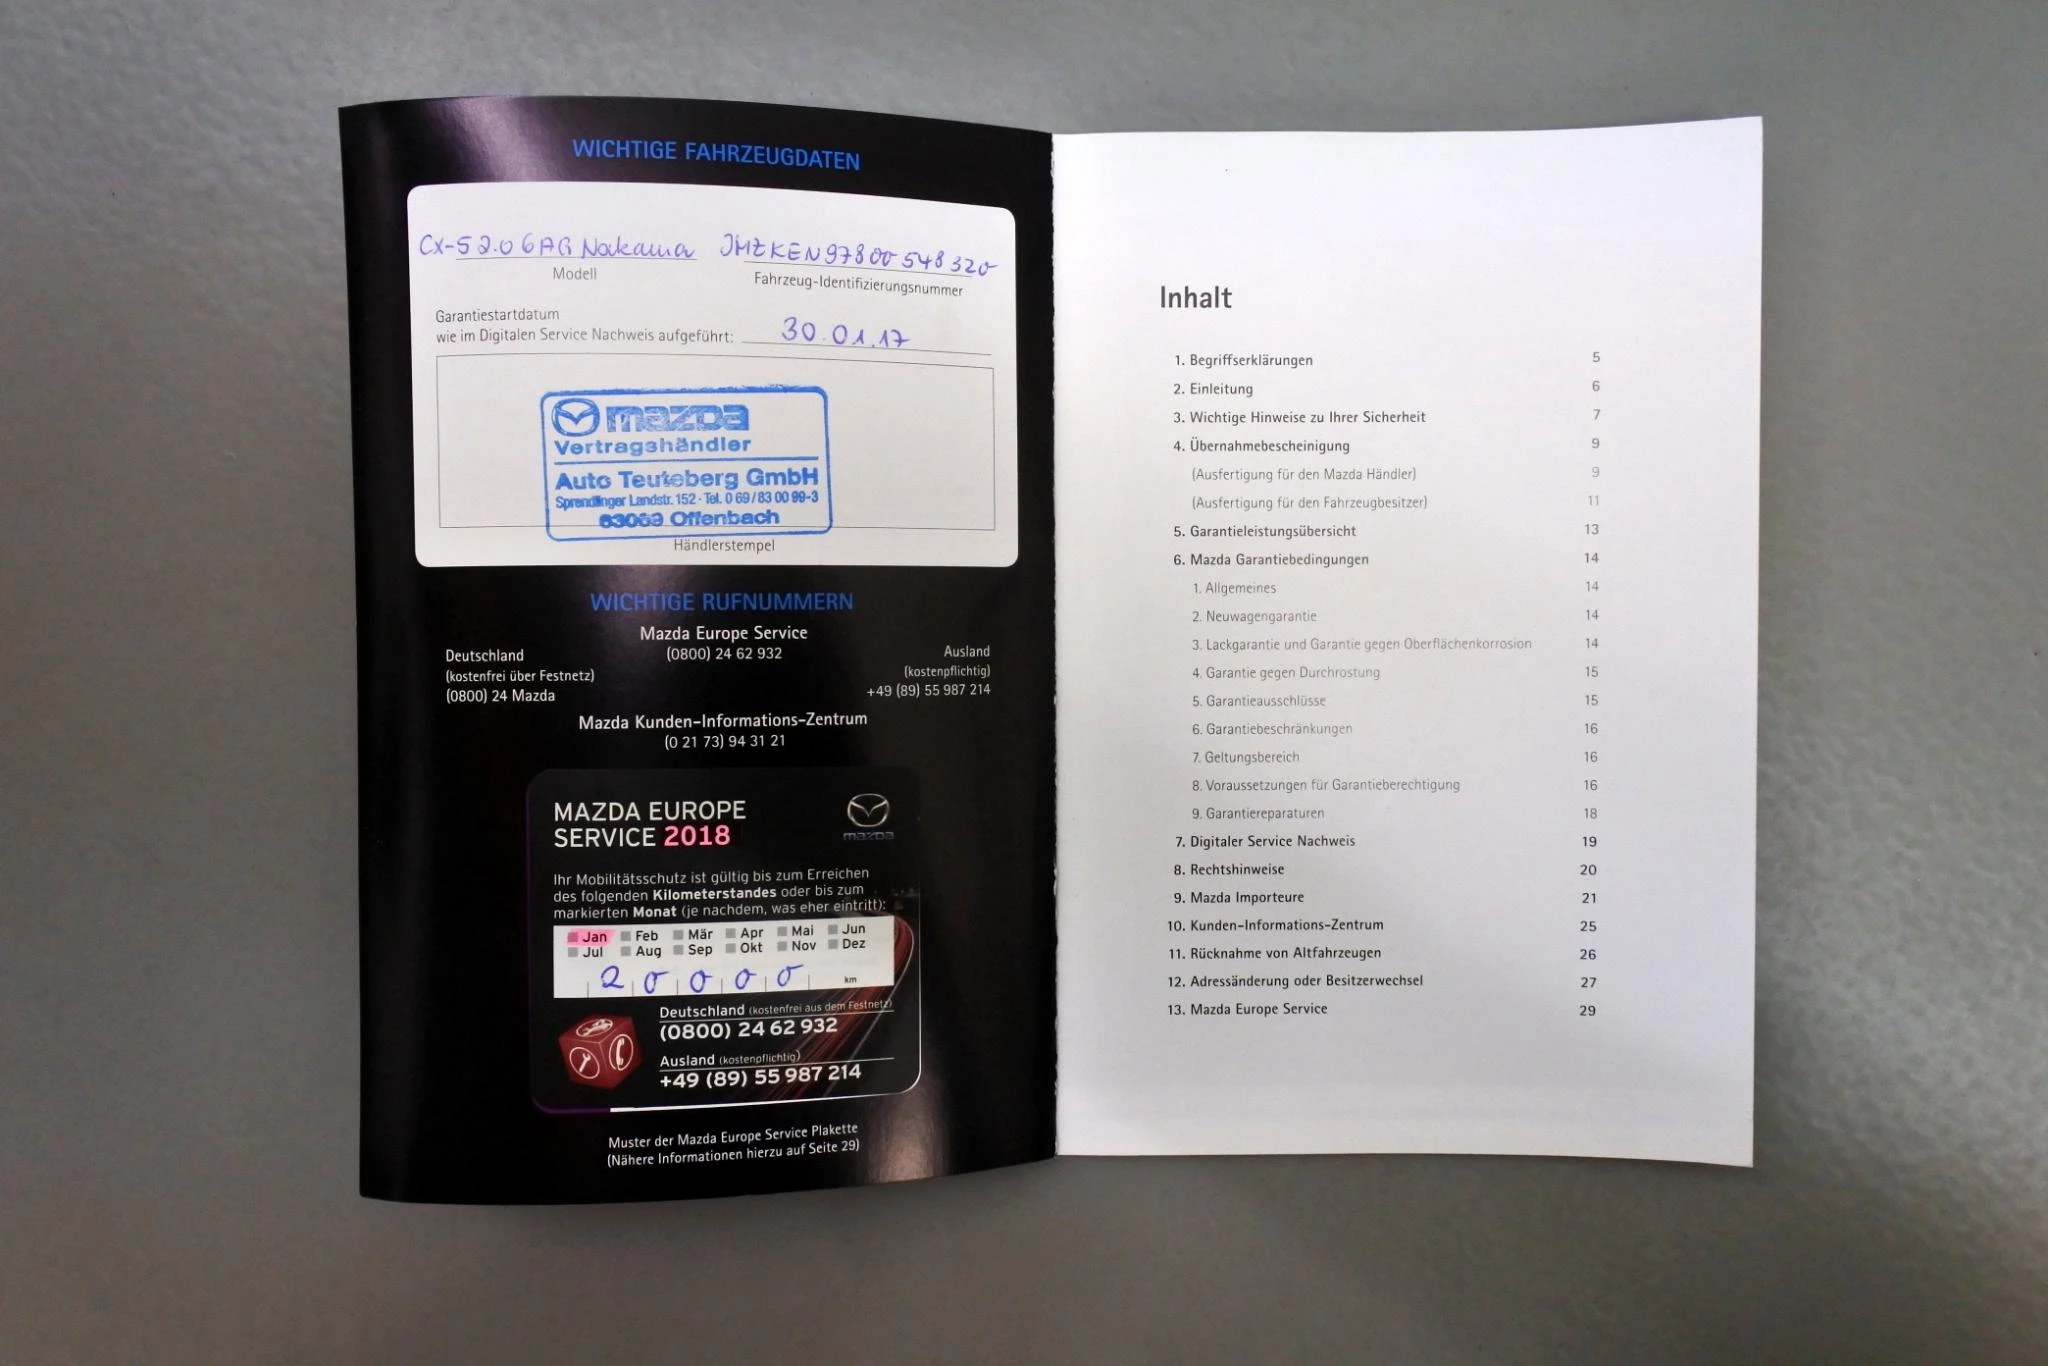 WICHTIGE FAHRZEUGDATEN
CX-5 2.0 6AG Nakama JMZKEN97800548320
Modell Fahrzeug-Identifizierungsnummer
Garantiestartdatum
wie im Digitalen Service Nachweis aufgeführt: 30.01.17
mazda
Vertragshändler
Auto Teuteberg GmbH
Sprendlinger Landstr. 152 · Tel. 0 69 / 83 00 99-3
63069 Offenbach
Händlerstempel
WICHTIGE RUFNUMMERN
Mazda Europe Service
(0800) 24 62 932
Deutschland
(kostenfrei über Festnetz)
(0800) 24 Mazda
Ausland
(kostenpflichtig)
+49 (89) 55 987 214
Mazda Kunden-Informations-Zentrum
(0 21 73) 94 31 21
MAZDA EUROPE
SERVICE 2018
mazda
Ihr Mobilitätsschutz ist gültig bis zum Erreichen
des folgenden Kilometerstandes oder bis zum
markierten Monat (je nachdem, was eher eintritt):
Jan Feb Mär Apr Mai Jun
Jul Aug Sep Okt Nov Dez
20000 km
Deutschland (kostenfrei aus dem Festnetz)
(0800) 24 62 932
Ausland (kostenpflichtig)
+49 (89) 55 987 214
Muster der Mazda Europe Service Plakette
(Nähere Informationen hierzu auf Seite 29)
Inhalt
1. Begriffserklärungen 5
2. Einleitung 6
3. Wichtige Hinweise zu Ihrer Sicherheit 7
4. Übernahmebescheinigung 9
(Ausfertigung für den Mazda Händler) 9
(Ausfertigung für den Fahrzeugbesitzer) 11
5. Garantieleistungsübersicht 13
6. Mazda Garantiebedingungen 14
1. Allgemeines 14
2. Neuwagengarantie 14
3. Lackgarantie und Garantie gegen Oberflächenkorrosion 14
4. Garantie gegen Durchrostung 15
5. Garantieausschlüsse 15
6. Garantiebeschränkungen 16
7. Geltungsbereich 16
8. Voraussetzungen für Garantieberechtigung 16
9. Garantiereparaturen 18
7. Digitaler Service Nachweis 19
8. Rechtshinweise 20
9. Mazda Importeure 21
10. Kunden-Informations-Zentrum 25
11. Rücknahme von Altfahrzeugen 26
12. Adressänderung oder Besitzerwechsel 27
13. Mazda Europe Service 29